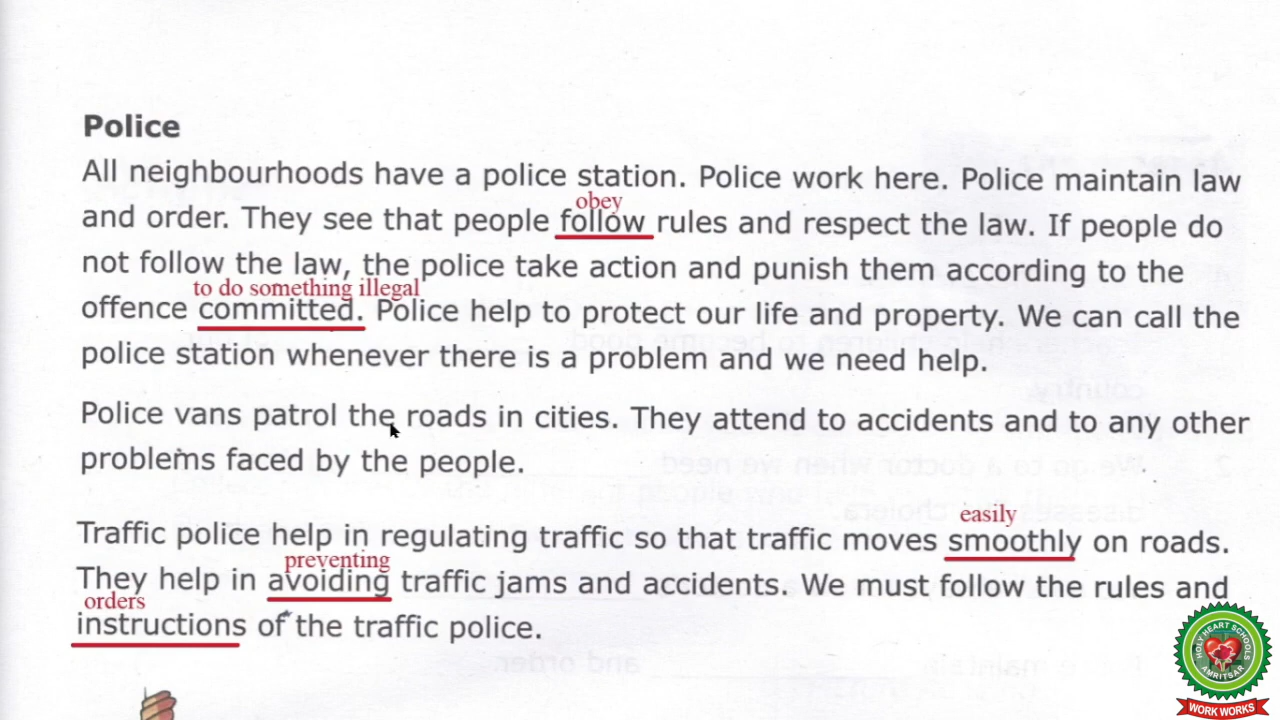 Police
All neighbourhoods have a police station. Police work here. Police maintain law
obey
and order. They see that people follow rules and respect the law. If people do
not follow the law, the police take action and punish them according to the
to do something illegal
offence committed. Police help to protect our life and property. We can call the
police station whenever there is a problem and we need help.
Police vans patrol the roads in cities. They attend to accidents and to any other
problems faced by the people.
easily
Traffic police help in regulating traffic so that traffic moves smoothly on roads.
preventing
They help in avoiding traffic jams and accidents. We must follow the rules and
orders
instructions of the traffic police.
HOLY HEART SCHOOLS
AMRITSAR
WORK WORKS